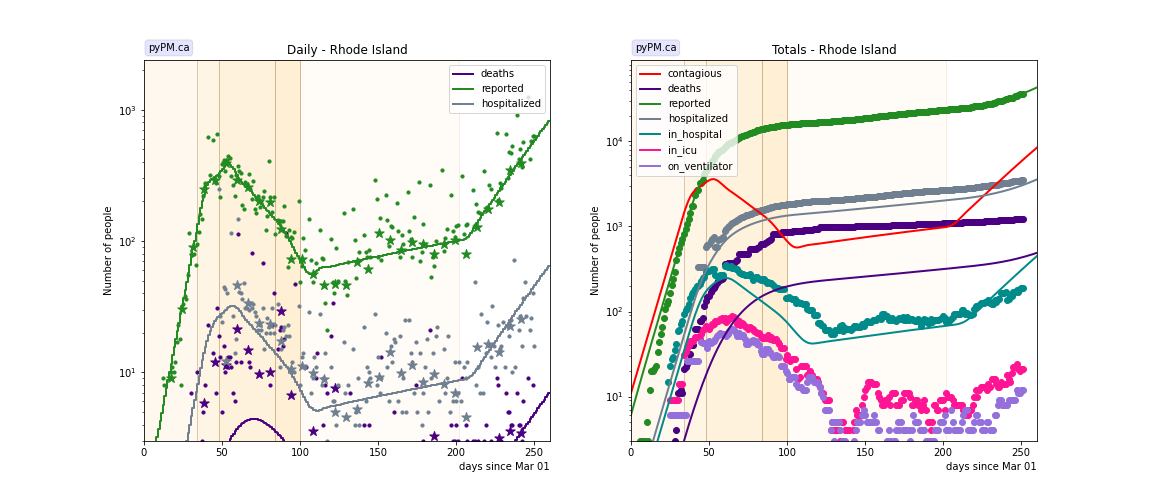 pyPM.ca
Daily - Rhode Island
deaths
reported
hospitalized
Number of people
10³
10²
10¹
0
50
100
150
200
250
days since Mar 01
pyPM.ca
Totals - Rhode Island
contagious
deaths
reported
hospitalized
in_hospital
in_icu
on_ventilator
Number of people
10⁴
10³
10²
10¹
0
50
100
150
200
250
days since Mar 01